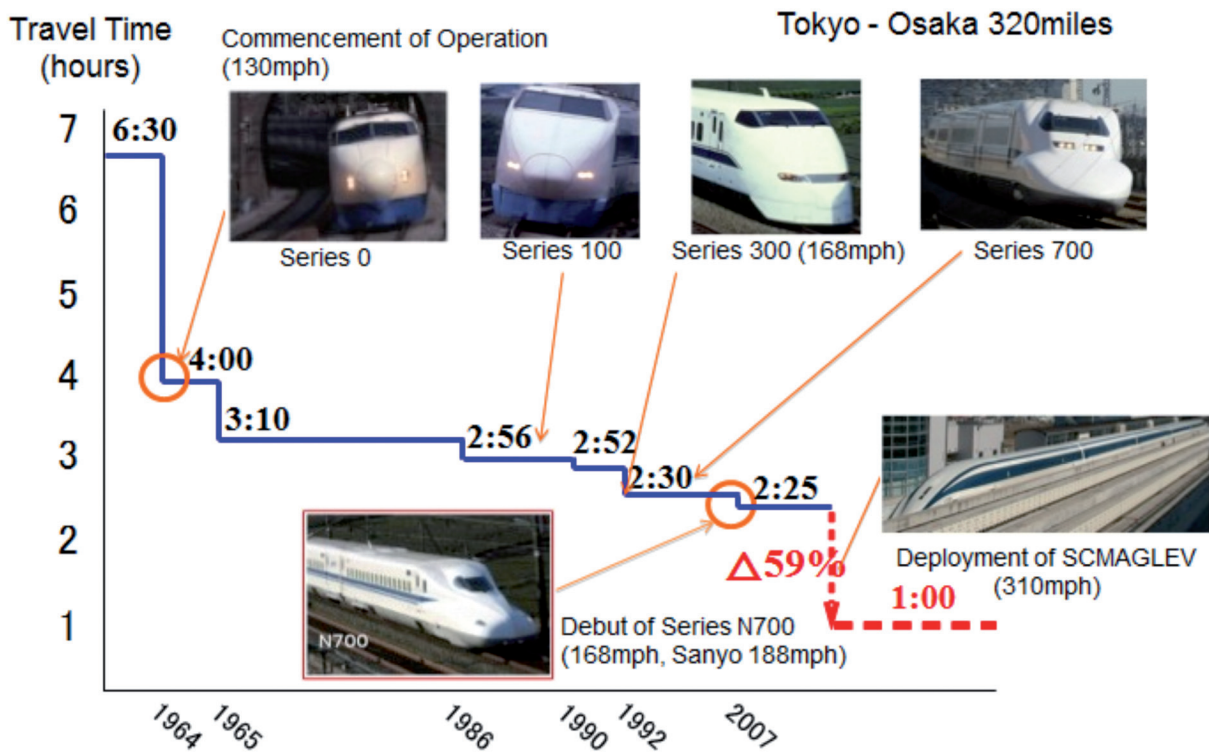 Travel Time
(hours)
Commencement of Operation
(130mph)
Tokyo - Osaka 320miles
7
6:30
6
Series 0
Series 100
Series 300 (168mph)
Series 700
5
4
4:00
3:10
3
2:56
2:52
2:30
2:25
2
N700
△59%
Deployment of SCMAGLEV
(310mph)
1
1:00
Debut of Series N700
(168mph, Sanyo 188mph)
1964
1965
1986
1990
1992
2007